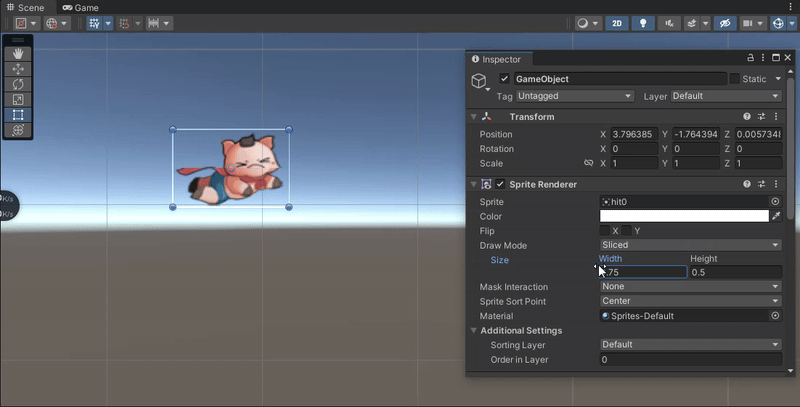 Scene Game
2D
Inspector
GameObject Static
Tag Untagged Layer Default
Transform
Position X 3.796385 Y -1.764394 Z 0.0057348
Rotation X 0 Y 0 Z 0
Scale X 1 Y 1 Z 1
Sprite Renderer
Sprite hit0
Color
Flip X Y
Draw Mode Sliced
Size Width Height
.75 0.5
Mask Interaction None
Sprite Sort Point Center
Material Sprites-Default
Additional Settings
Sorting Layer Default
Order in Layer 0
K/s
K/s